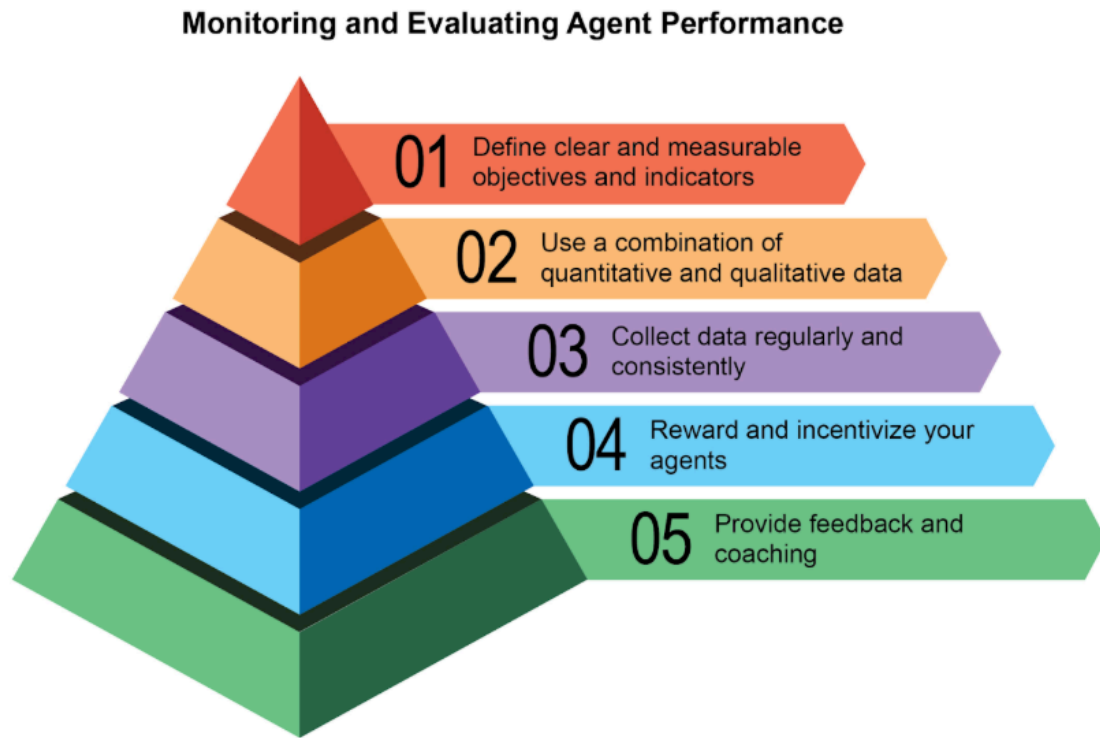 Monitoring and Evaluating Agent Performance
01 Define clear and measurable
objectives and indicators
02 Use a combination of
quantitative and qualitative data
03 Collect data regularly and
consistently
04 Reward and incentivize your
agents
05 Provide feedback and
coaching